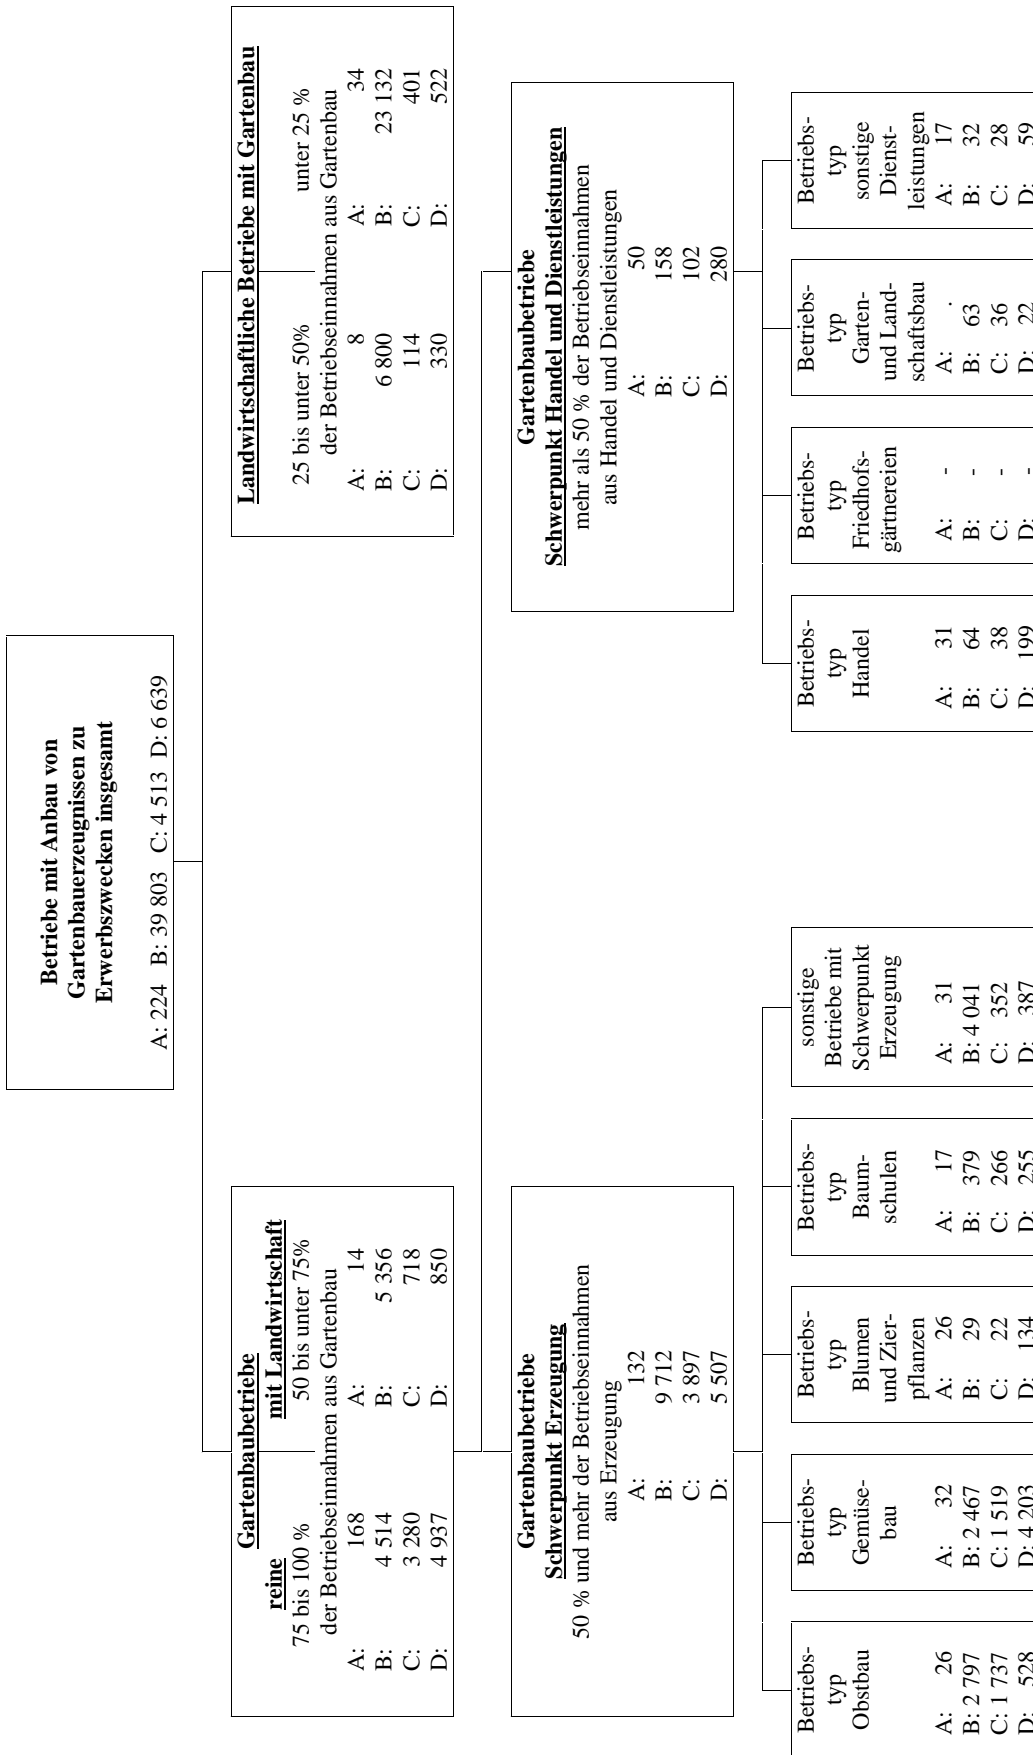 Betriebe mit Anbau von
Gartenbauerzeugnissen zu
Erwerbszwecken insgesamt
A: 224 B: 39 803 C: 4 513 D: 6 639
Gartenbaubetriebe
reine mit Landwirtschaft
75 bis 100 % 50 bis unter 75%
der Betriebseinnahmen aus Gartenbau
A: 168 A: 14
B: 4 514 B: 5 356
C: 3 280 C: 718
D: 4 937 D: 850
Landwirtschaftliche Betriebe mit Gartenbau
25 bis unter 50% unter 25 %
der Betriebseinnahmen aus Gartenbau
A: 8 A: 34
B: 6 800 B: 23 132
C: 114 C: 401
D: 330 D: 522
Gartenbaubetriebe
Schwerpunkt Erzeugung
50 % und mehr der Betriebseinnahmen
aus Erzeugung
A: 132
B: 9 712
C: 3 897
D: 5 507
Gartenbaubetriebe
Schwerpunkt Handel und Dienstleistungen
mehr als 50 % der Betriebseinnahmen
aus Handel und Dienstleistungen
A: 50
B: 158
C: 102
D: 280
Betriebs-
typ
Obstbau
A: 26
B: 2 797
C: 1 737
D: 528
Betriebs-
typ
Gemüse-
bau
A: 32
B: 2 467
C: 1 519
D: 4 203
Betriebs-
typ
Blumen
und Zier-
pflanzen
A: 26
B: 29
C: 22
D: 134
Betriebs-
typ
Baum-
schulen
A: 17
B: 379
C: 266
D: 255
sonstige
Betriebe mit
Schwerpunkt
Erzeugung
A: 31
B: 4 041
C: 352
D: 387
Betriebs-
typ
Handel
A: 31
B: 64
C: 38
D: 199
Betriebs-
typ
Friedhofs-
gärtnereien
A: -
B: -
C: -
D: -
Betriebs-
typ
Garten-
und Land-
schaftsbau
A: .
B: 63
C: 36
D: 22
Betriebs-
typ
sonstige
Dienst-
leistungen
A: 17
B: 32
C: 28
D: 59